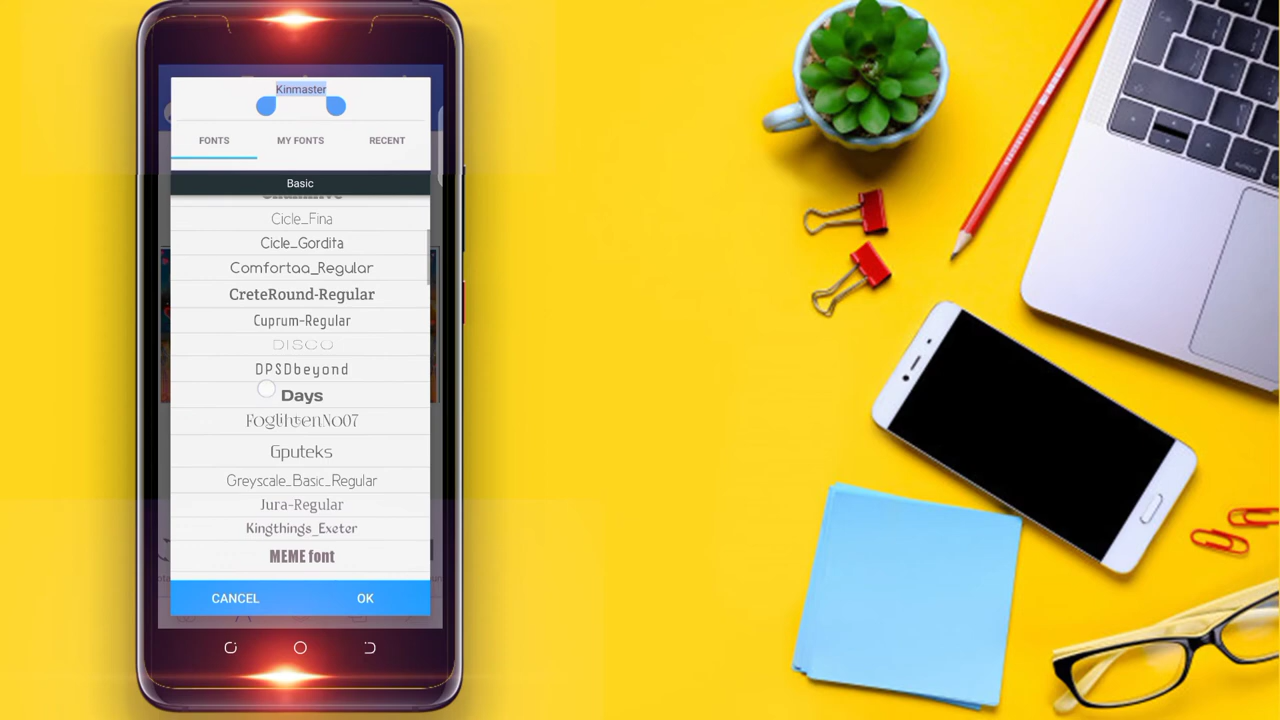 Kinmaster
FONTS
MY FONTS
RECENT
Basic
Cicle_Fina
Cicle_Gordita
Comfortaa_Regular
CreteRound-Regular
Cuprum-Regular
DISCO
DPSDbeyond
Days
FoglihtenNo07
Gputeks
Greyscale_Basic_Regular
Jura-Regular
Kingthings_Exeter
MEME font
CANCEL
OK